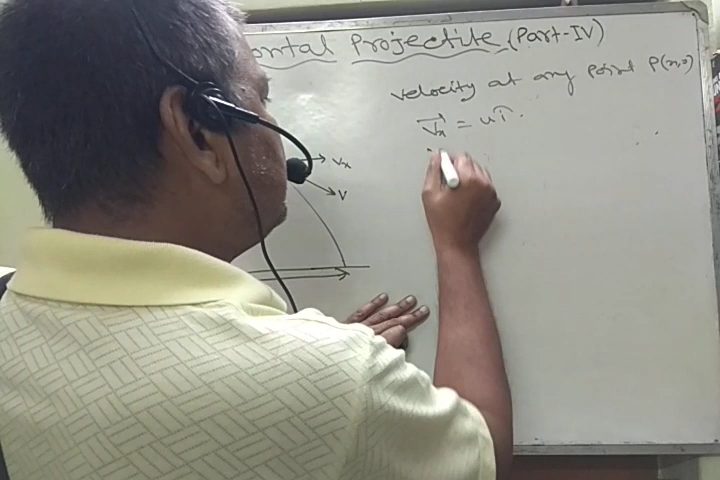 ontal Projectile (Part-IV)
velocity at any point
Vx
V